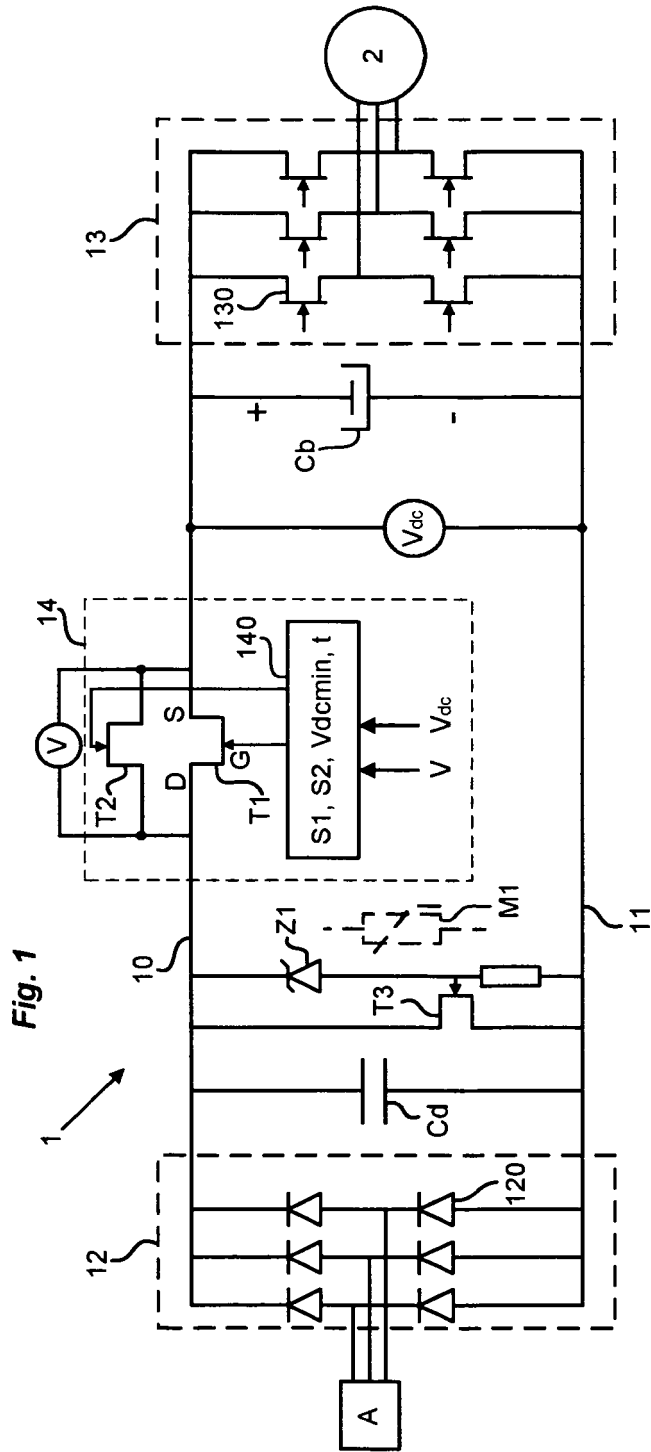 Fig. 1
1
12
A
120
Cd
10
Z1
T3
M1
11
14
V
T2
D
S
G
T1
140
S1, S2, Vdcmin, t
V
Vdc
Vdc
+
Cb
-
13
130
2